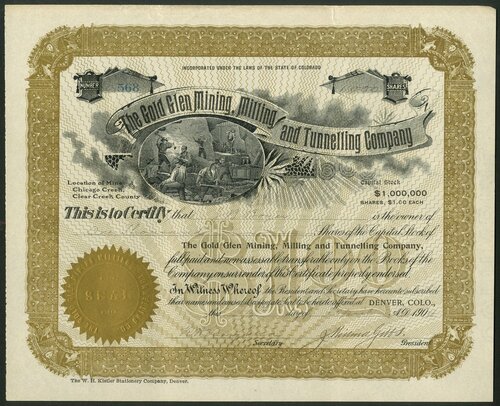 INCORPORATED UNDER THE LAWS OF THE STATE OF COLORADO
NUMBER
568
SHARES
The Gold Glen Mining, Milling
and Tunnelling Company
Location of Mine
Chicago Creek,
Clear Creek County
Capital Stock
$1,000,000
SHARES, $1.00 EACH
This is to Certify that
is the owner of
Shares of the Capital Stock of
The Gold Glen Mining, Milling and Tunnelling Company,
full paid and non-assessable transferable only on the Books of the
Company on surrender of this Certificate properly endorsed.
In Witness Whereof the President and Secretary have hereunto subscribed
their names and caused the corporate Seal to be hereto affixed at DENVER, COLO.,
this day of A.D. 190
Secretary
President
The W. H. Kistler Stationery Company, Denver.